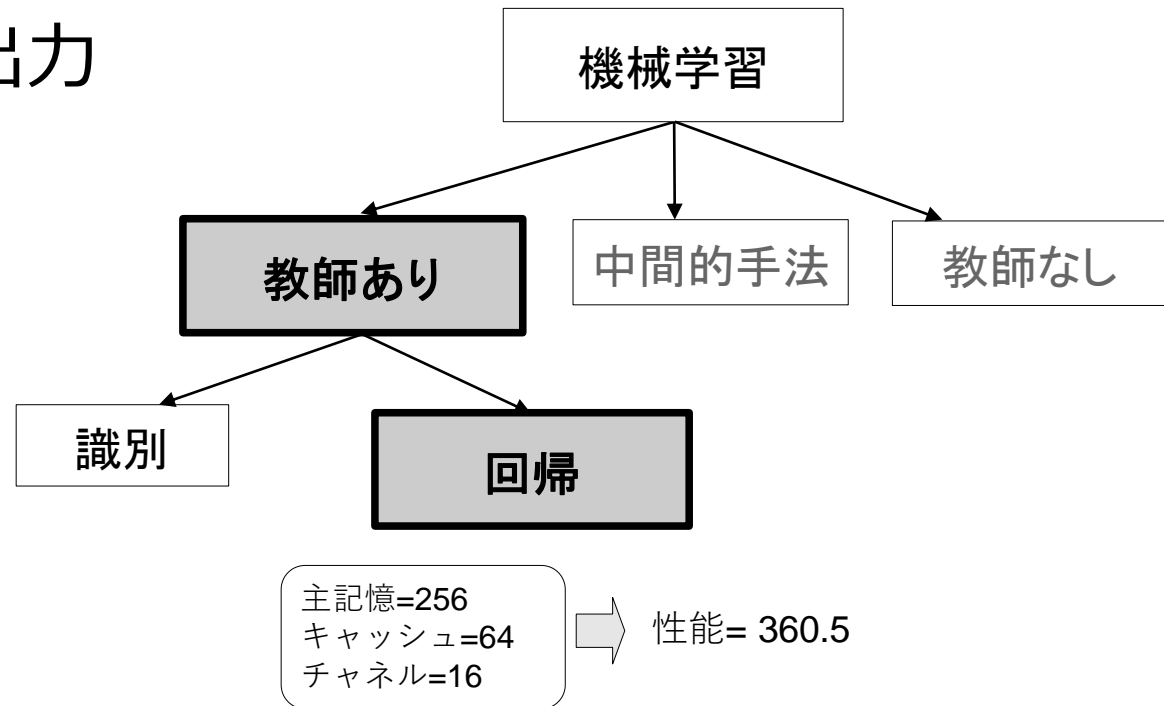 出力
機械学習
教師あり
中間的手法
教師なし
識別
回帰
主記憶=256
キャッシュ=64
チャネル=16
性能= 360.5